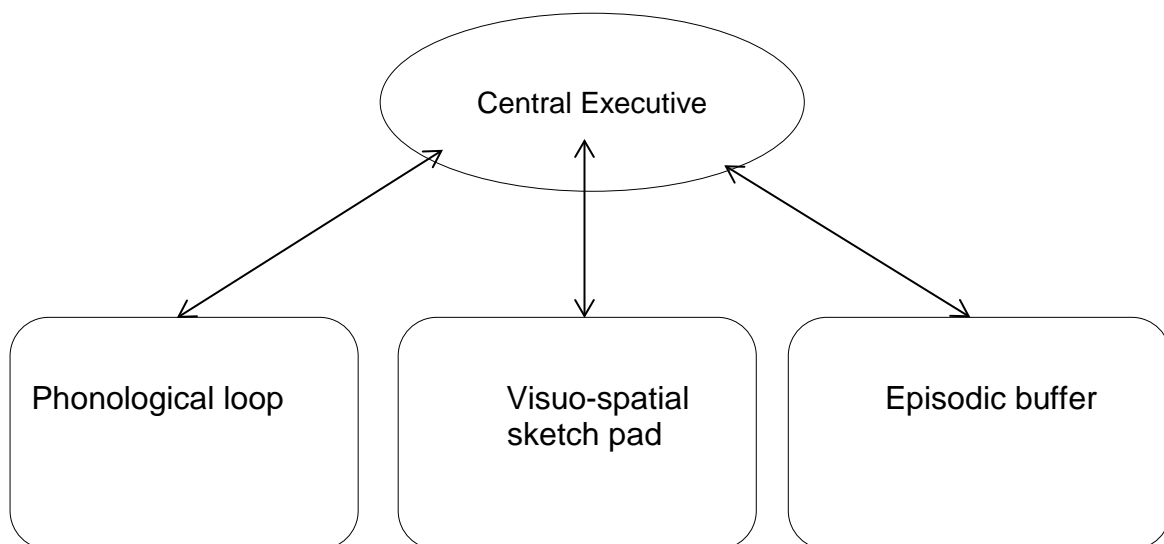 Central Executive
Phonological loop
Visuo-spatial
sketch pad
Episodic buffer